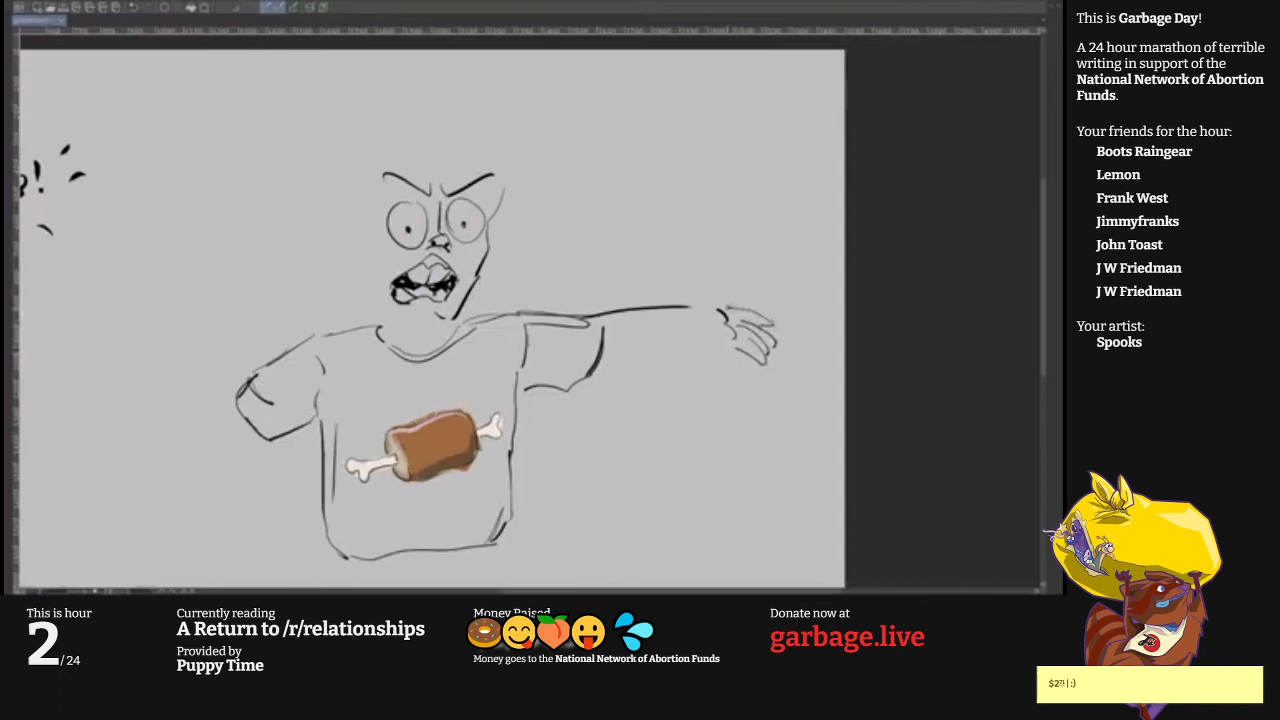 This is Garbage Day!
A 24 hour marathon of terrible
writing in support of the
National Network of Abortion
Funds.
Your friends for the hour:
Boots Raingear
Lemon
Frank West
Jimmyfranks
John Toast
J W Friedman
J W Friedman
Your artist:
Spooks
This is hour
2 / 24
Currently reading
A Return to /r/relationships
Provided by
Puppy Time
Money Raised
Money goes to the National Network of Abortion Funds
Donate now at
garbage.live
:)